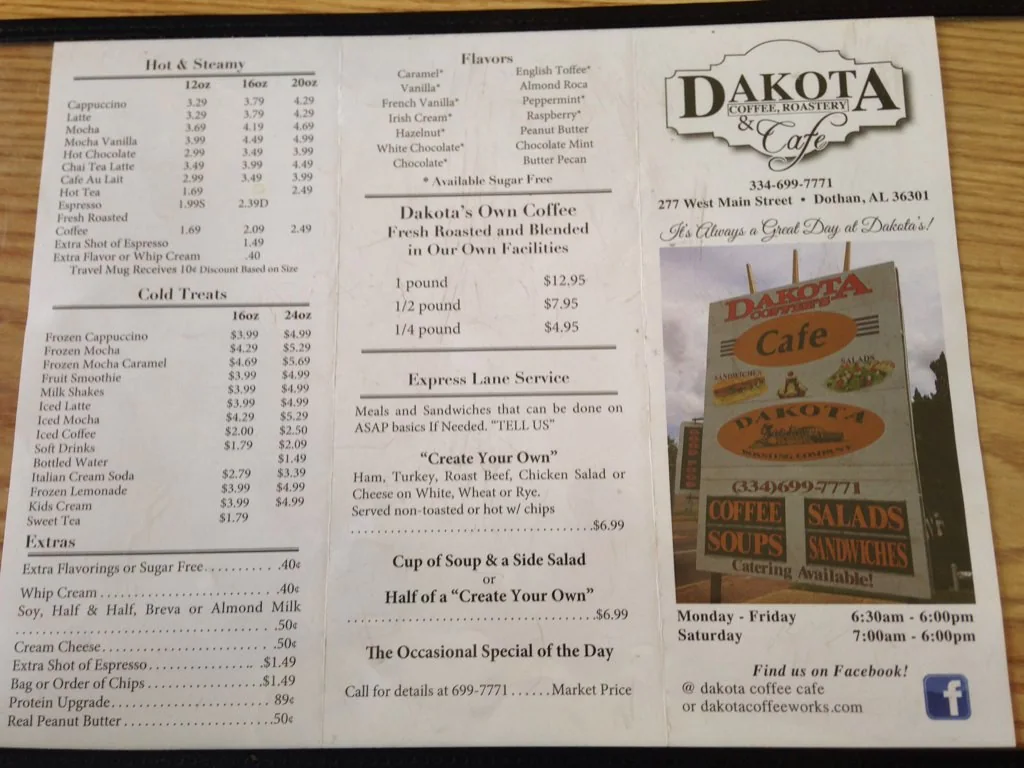 Hot & Steamy
12oz 16oz 20oz
Cappuccino 3.29 3.79 4.29
Latte 3.29 3.79 4.29
Mocha 3.69 4.19 4.69
Mocha Vanilla 3.99 4.49 4.99
Hot Chocolate 2.99 3.49 3.99
Chai Tea Latte 3.49 3.99 4.49
Cafe Au Lait 2.99 3.49 3.99
Hot Tea 1.69 2.49
Espresso 1.99S 2.39D
Fresh Roasted
Coffee 1.69 2.09 2.49
Extra Shot of Espresso 1.49
Extra Flavor or Whip Cream .40
Travel Mug Receives 10¢ Discount Based on Size
Cold Treats
16oz 24oz
Frozen Cappuccino $3.99 $4.99
Frozen Mocha $4.29 $5.29
Frozen Mocha Caramel $4.69 $5.69
Fruit Smoothie $3.99 $4.99
Milk Shakes $3.99 $4.99
Iced Latte $3.99 $4.99
Iced Mocha $4.29 $5.29
Iced Coffee $2.00 $2.50
Soft Drinks $1.79 $2.09
Bottled Water $1.49
Italian Cream Soda $2.79 $3.39
Frozen Lemonade $3.99 $4.99
Kids Cream $3.99 $4.99
Sweet Tea $1.79
Extras
Extra Flavorings or Sugar Free.......... .40¢
Whip Cream .......................... .40¢
Soy, Half & Half, Breva or Almond Milk
...................................... .50¢
Cream Cheese.......................... .50¢
Extra Shot of Espresso................ .$1.49
Bag or Order of Chips .................$1.49
Protein Upgrade....................... 89¢
Real Peanut Butter .................... .50¢
Flavors
Caramel* English Toffee*
Vanilla* Almond Roca
French Vanilla* Peppermint*
Irish Cream* Raspberry*
Hazelnut* Peanut Butter
White Chocolate* Chocolate Mint
Chocolate* Butter Pecan
* Available Sugar Free
Dakota's Own Coffee
Fresh Roasted and Blended
in Our Own Facilities
1 pound $12.95
1/2 pound $7.95
1/4 pound $4.95
Express Lane Service
Meals and Sandwiches that can be done on
ASAP basics If Needed. "TELL US"
"Create Your Own"
Ham, Turkey, Roast Beef, Chicken Salad or
Cheese on White, Wheat or Rye.
Served non-toasted or hot w/ chips
........................................$6.99
Cup of Soup & a Side Salad
or
Half of a "Create Your Own"
........................................$6.99
The Occasional Special of the Day
Call for details at 699-7771 ......Market Price
DAKOTA
COFFEE, ROASTERY
& Cafe
334-699-7771
277 West Main Street • Dothan, AL 36301
It's Always a Great Day at Dakota's!
DAKOTA
COFFEE
Cafe
SANDWICHES SALADS
DAKOTA
ROASTING COMPANY
(334)699-7771
COFFEE SALADS
SOUPS SANDWICHES
Catering Available!
Monday - Friday 6:30am - 6:00pm
Saturday 7:00am - 6:00pm
Find us on Facebook!
@ dakota coffee cafe
or dakotacoffeeworks.com
f